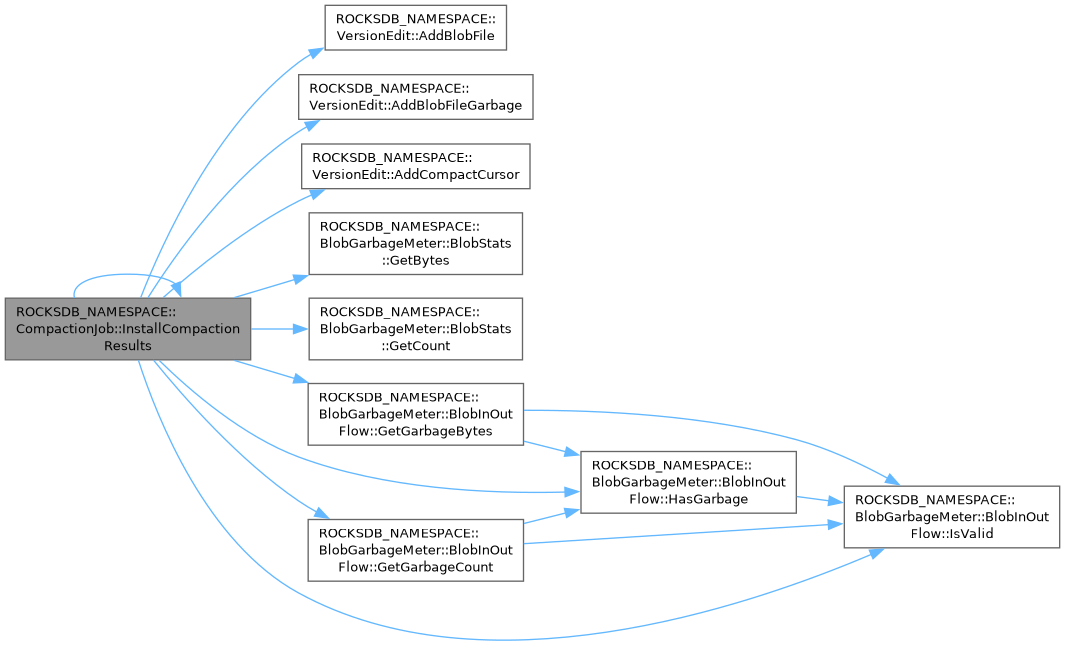 ROCKSDB_NAMESPACE::
VersionEdit::AddBlobFile
ROCKSDB_NAMESPACE::
VersionEdit::AddBlobFileGarbage
ROCKSDB_NAMESPACE::
VersionEdit::AddCompactCursor
ROCKSDB_NAMESPACE::
BlobGarbageMeter::BlobStats
::GetBytes
ROCKSDB_NAMESPACE::
CompactionJob::InstallCompaction
Results
ROCKSDB_NAMESPACE::
BlobGarbageMeter::BlobStats
::GetCount
ROCKSDB_NAMESPACE::
BlobGarbageMeter::BlobInOut
Flow::GetGarbageBytes
ROCKSDB_NAMESPACE::
BlobGarbageMeter::BlobInOut
Flow::HasGarbage
ROCKSDB_NAMESPACE::
BlobGarbageMeter::BlobInOut
Flow::IsValid
ROCKSDB_NAMESPACE::
BlobGarbageMeter::BlobInOut
Flow::GetGarbageCount